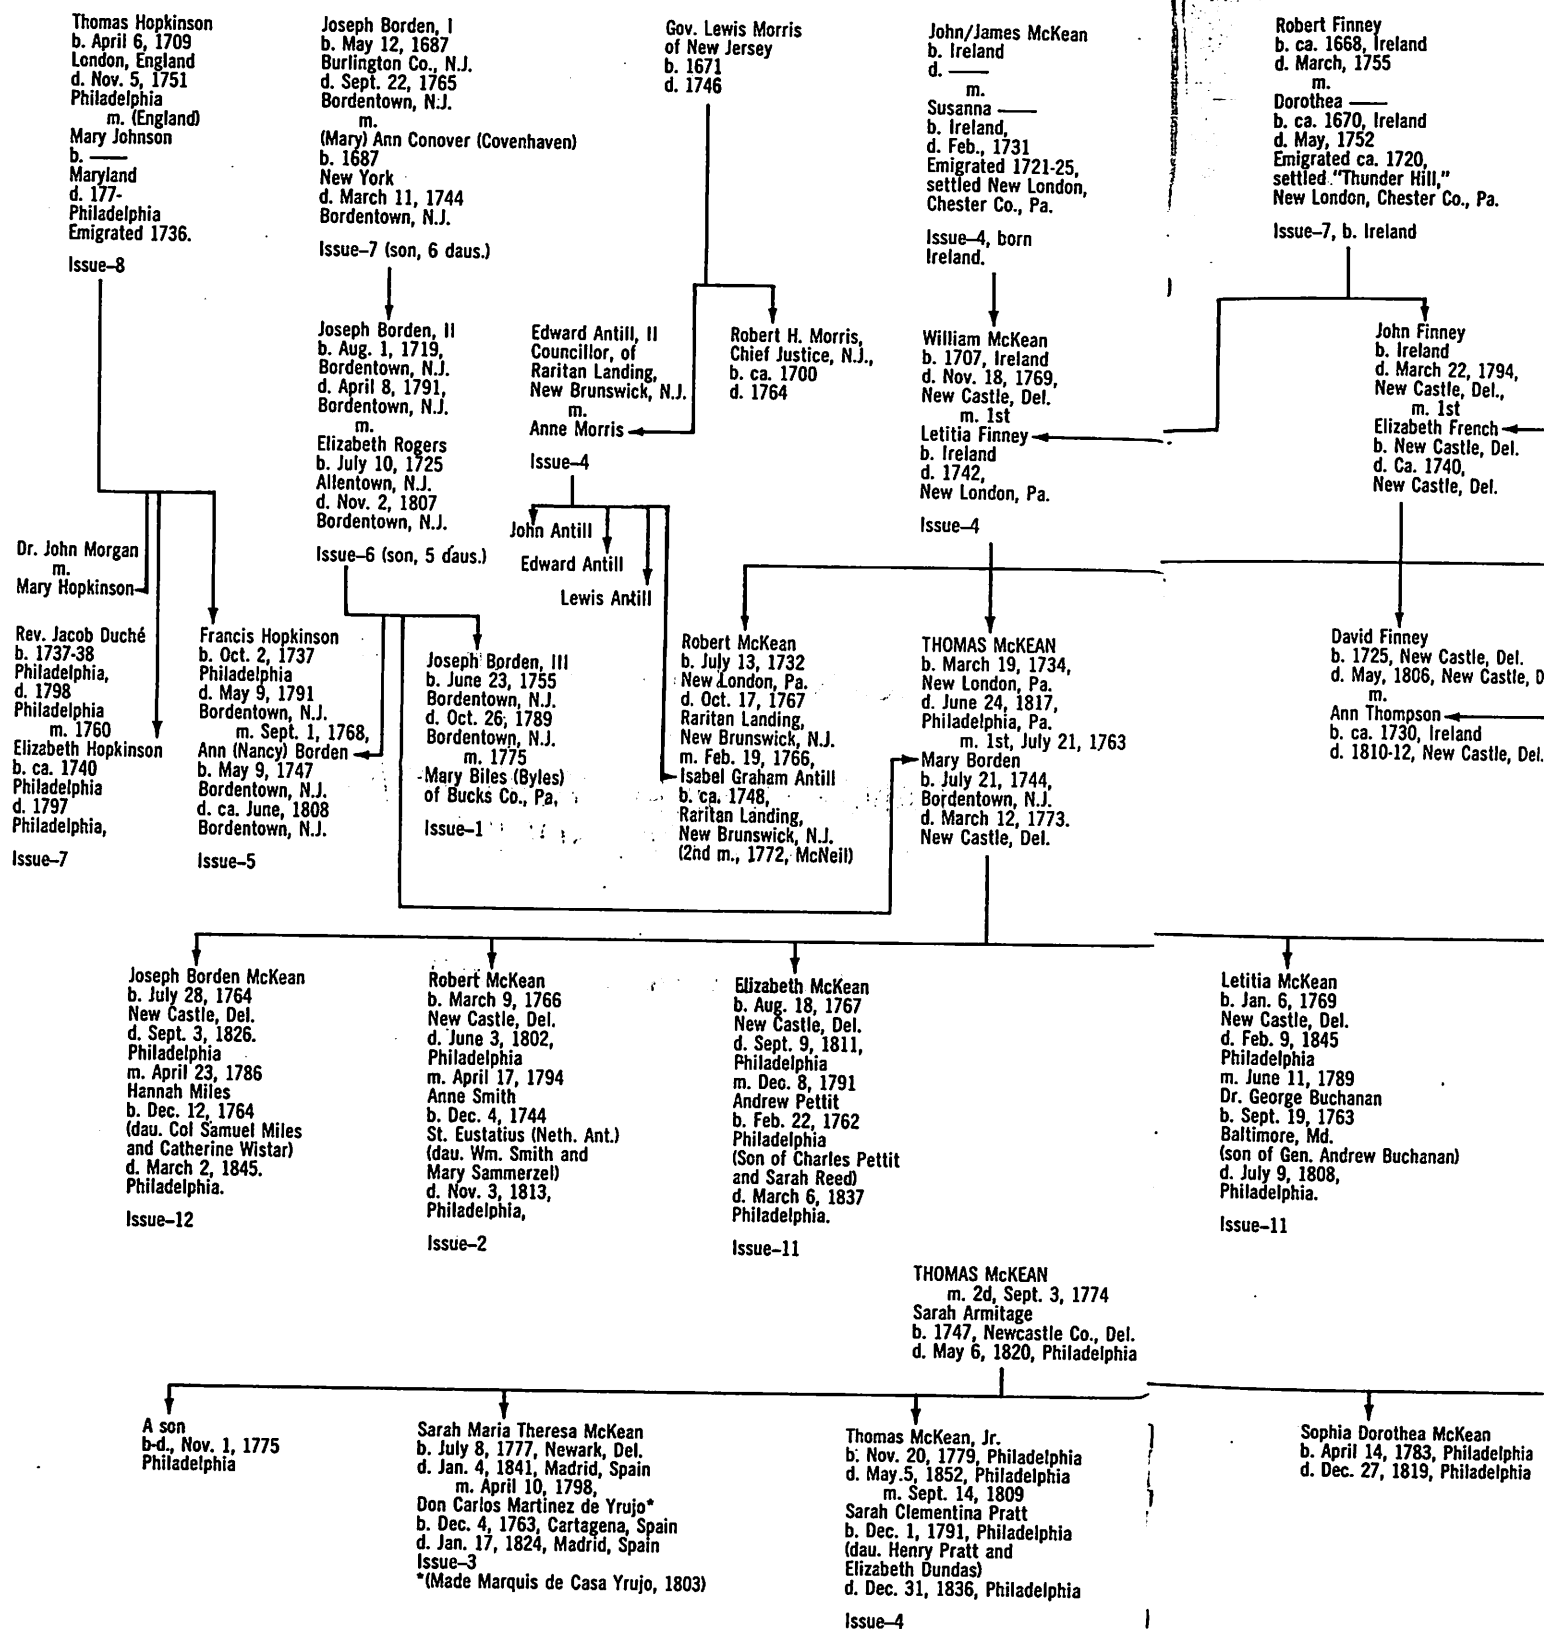 Thomas Hopkinson
b. April 6, 1709
London, England
d. Nov. 5, 1751
Philadelphia
m. (England)
Mary Johnson
b. —
Maryland
d. 177-
Philadelphia
Emigrated 1736.
Issue–8
Joseph Borden, I
b. May 12, 1687
Burlington Co., N.J.
d. Sept. 22, 1765
Bordentown, N.J.
m.
(Mary) Ann Conover (Covenhaven)
b. 1687
New York
d. March 11, 1744
Bordentown, N.J.
Issue–7 (son, 6 daus.)
Gov. Lewis Morris
of New Jersey
b. 1671
d. 1746
John/James McKean
b. Ireland
d. —
m.
Susanna —
b. Ireland,
d. Feb., 1731
Emigrated 1721-25,
settled New London,
Chester Co., Pa.
Issue–4, born
Ireland.
Robert Finney
b. ca. 1668, Ireland
d. March, 1755
m.
Dorothea —
b. ca. 1670, Ireland
d. May, 1752
Emigrated ca. 1720,
settled "Thunder Hill,"
New London, Chester Co., Pa.
Issue–7, b. Ireland
Joseph Borden, II
b. Aug. 1, 1719,
Bordentown, N.J.
d. April 8, 1791,
Bordentown, N.J.
m.
Elizabeth Rogers
b. July 10, 1725
Allentown, N.J.
d. Nov. 2, 1807
Bordentown, N.J.
Issue–6 (son, 5 daus.)
Edward Antill, II
Councillor, of
Raritan Landing,
New Brunswick, N.J.
m.
Anne Morris
Issue–4
Robert H. Morris,
Chief Justice, N.J.,
b. ca. 1700
d. 1764
William McKean
b. 1707, Ireland
d. Nov. 18, 1769,
New Castle, Del.
m. 1st
Letitia Finney
b. Ireland
d. 1742,
New London, Pa.
Issue–4
John Finney
b. Ireland
d. March 22, 1794,
New Castle, Del.,
m. 1st
Elizabeth French
b. New Castle, Del.
d. Ca. 1740,
New Castle, Del.
John Antill
Edward Antill
Lewis Antill
Dr. John Morgan
m.
Mary Hopkinson
Rev. Jacob Duché
b. 1737-38
Philadelphia,
d. 1798
Philadelphia
m. 1760
Elizabeth Hopkinson
b. ca. 1740
Philadelphia
d. 1797
Philadelphia,
Issue–7
Francis Hopkinson
b. Oct. 2, 1737
Philadelphia
d. May 9, 1791
Bordentown, N.J.
m. Sept. 1, 1768,
Ann (Nancy) Borden
b. May 9, 1747
Bordentown, N.J.
d. ca. June, 1808
Bordentown, N.J.
Issue–5
Joseph Borden, III
b. June 23, 1755
Bordentown, N.J.
d. Oct. 26, 1789
Bordentown, N.J.
m. 1775
Mary Biles (Byles)
of Bucks Co., Pa,
Issue–1
Robert McKean
b. July 13, 1732
New London, Pa.
d. Oct. 17, 1767
Raritan Landing,
New Brunswick, N.J.
m. Feb. 19, 1766,
Isabel Graham Antill
b. ca. 1748,
Raritan Landing,
New Brunswick, N.J.
(2nd m., 1772, McNeil)
THOMAS McKEAN
b. March 19, 1734,
New London, Pa.
d. June 24, 1817,
Philadelphia, Pa.
m. 1st, July 21, 1763
Mary Borden
b. July 21, 1744,
Bordentown, N.J.
d. March 12, 1773.
New Castle, Del.
David Finney
b. 1725, New Castle, Del.
d. May, 1806, New Castle, D
m.
Ann Thompson
b. ca. 1730, Ireland
d. 1810-12, New Castle, Del.
Joseph Borden McKean
b. July 28, 1764
New Castle, Del.
d. Sept. 3, 1826.
Philadelphia
m. April 23, 1786
Hannah Miles
b. Dec. 12, 1764
(dau. Col Samuel Miles
and Catherine Wistar)
d. March 2, 1845.
Philadelphia.
Issue–12
Robert McKean
b. March 9, 1766
New Castle, Del.
d. June 3, 1802,
Philadelphia
m. April 17, 1794
Anne Smith
b. Dec. 4, 1744
St. Eustatius (Neth. Ant.)
(dau. Wm. Smith and
Mary Sammerzel)
d. Nov. 3, 1813,
Philadelphia,
Issue–2
Elizabeth McKean
b. Aug. 18, 1767
New Castle, Del.
d. Sept. 9, 1811,
Philadelphia
m. Dec. 8, 1791
Andrew Pettit
b. Feb. 22, 1762
Philadelphia
(Son of Charles Pettit
and Sarah Reed)
d. March 6, 1837
Philadelphia.
Issue–11
Letitia McKean
b. Jan. 6, 1769
New Castle, Del.
d. Feb. 9, 1845
Philadelphia
m. June 11, 1789
Dr. George Buchanan
b. Sept. 19, 1763
Baltimore, Md.
(son of Gen. Andrew Buchanan)
d. July 9, 1808,
Philadelphia.
Issue–11
THOMAS McKEAN
m. 2d, Sept. 3, 1774
Sarah Armitage
b. 1747, Newcastle Co., Del.
d. May 6, 1820, Philadelphia
A son
b-d., Nov. 1, 1775
Philadelphia
Sarah Maria Theresa McKean
b. July 8, 1777, Newark, Del.
d. Jan. 4, 1841, Madrid, Spain
m. April 10, 1798,
Don Carlos Martinez de Yrujo*
b. Dec. 4, 1763, Cartagena, Spain
d. Jan. 17, 1824, Madrid, Spain
Issue–3
*(Made Marquis de Casa Yrujo, 1803)
Thomas McKean, Jr.
b. Nov. 20, 1779, Philadelphia
d. May 5, 1852, Philadelphia
m. Sept. 14, 1809
Sarah Clementina Pratt
b. Dec. 1, 1791, Philadelphia
(dau. Henry Pratt and
Elizabeth Dundas)
d. Dec. 31, 1836, Philadelphia
Issue–4
Sophia Dorothea McKean
b. April 14, 1783, Philadelphia
d. Dec. 27, 1819, Philadelphia